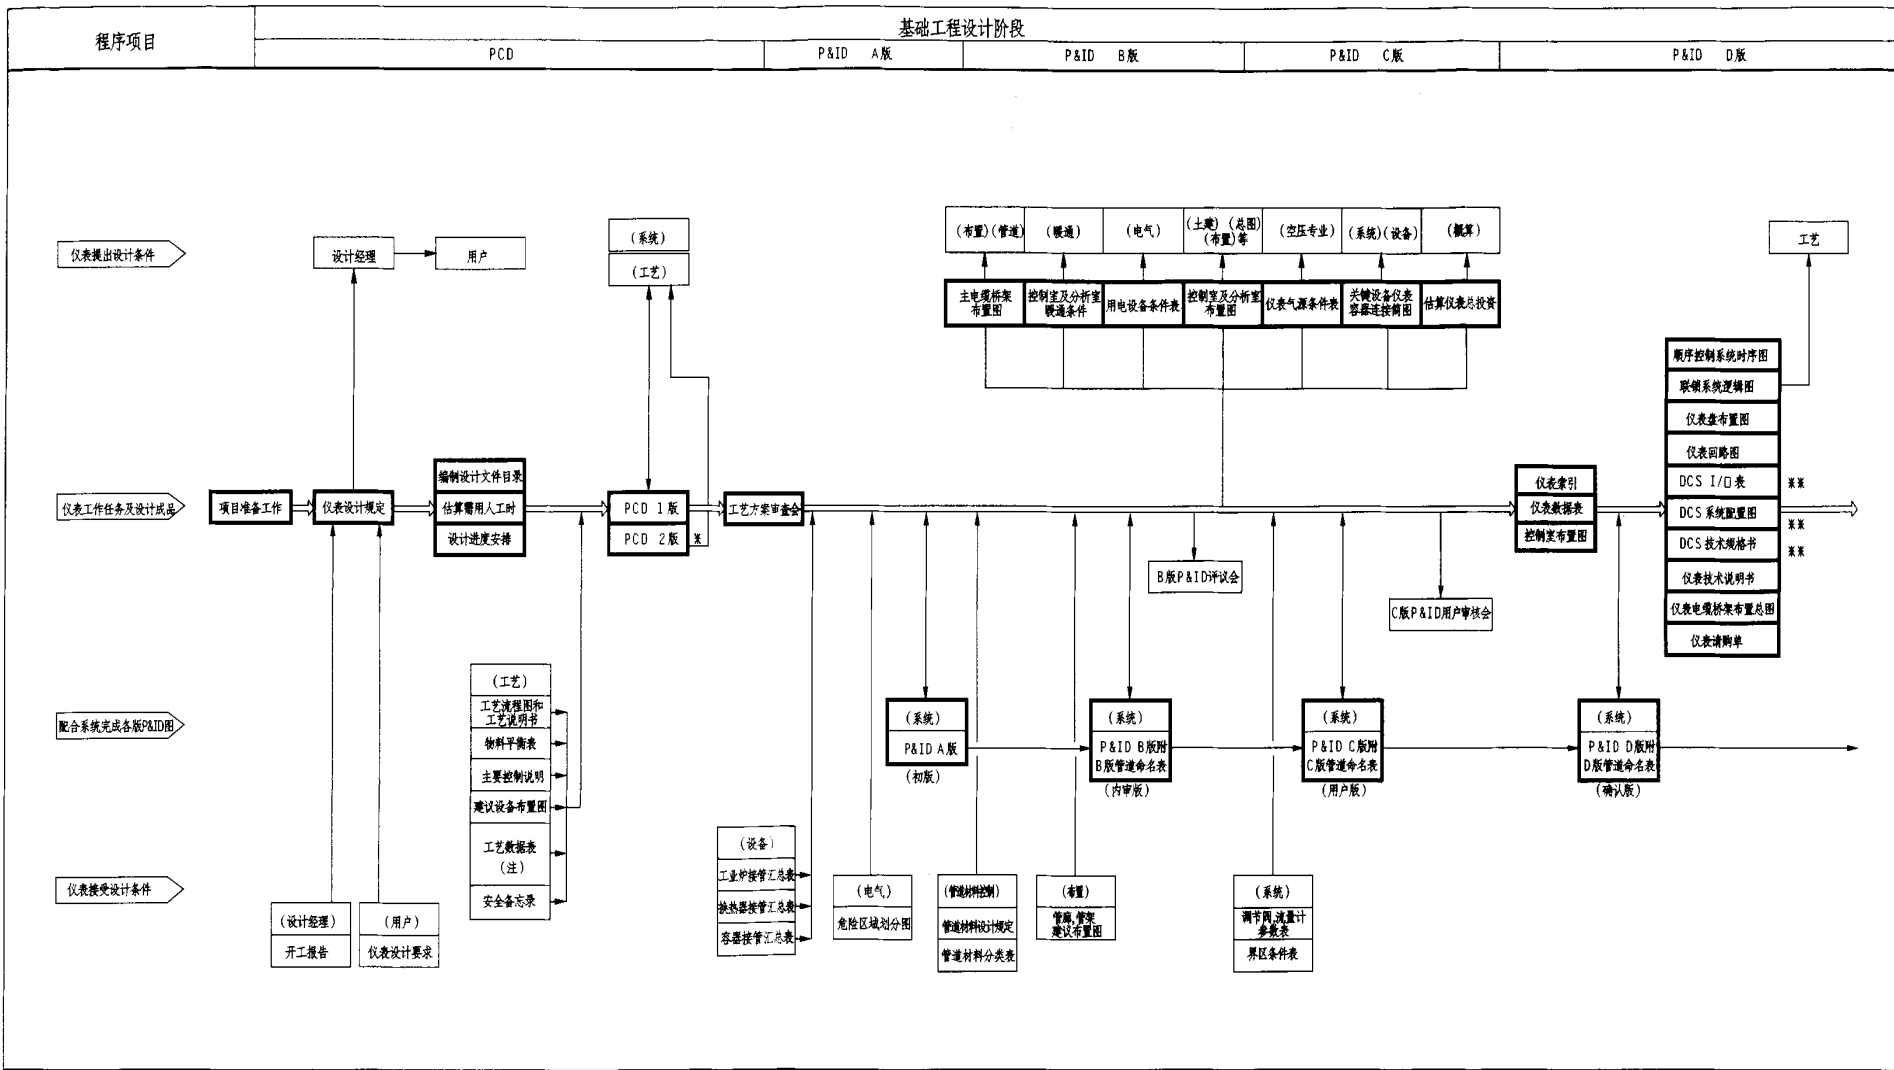 程序项目
基础工程设计阶段
PCD
P&ID A版
P&ID B版
P&ID C版
P&ID D版
仪表提出设计条件
设计经理
用户
(系统)
(工艺)
(布置)(管道)
(暖通)
(电气)
(土建)(总图)
(布置)等
(空压专业)
(系统)(设备)
(概算)
工艺
主电缆桥架
布置图
控制室及分析室
暖通条件
用电设备条件表
控制室及分析室
布置图
仪表气源条件表
关键设备仪表
容器连接简图
估算仪表总投资
仪表工作任务及设计成品
项目准备工作
仪表设计规定
编制设计文件目录
估算需用人工时
设计进度安排
PCD 1版
PCD 2版
*
工艺方案审查会
B版P&ID评议会
C版P&ID用户审核会
仪表索引
仪表数据表
控制室布置图
顺序控制系统时序图
联锁系统逻辑图
仪表盘布置图
仪表回路图
DCS I/O表
**
DCS系统配置图
**
DCS技术规格书
**
仪表技术说明书
仪表电缆桥架布置总图
仪表请购单
配合系统完成各版P&ID图
(工艺)
工艺流程图和
工艺说明书
物料平衡表
主要控制说明
建议设备布置图
工艺数据表
(注)
安全备忘录
(系统)
P&ID A版
(初版)
(系统)
P&ID B版附
B版管道命名表
(内审版)
(系统)
P&ID C版附
C版管道命名表
(用户版)
(系统)
P&ID D版附
D版管道命名表
(确认版)
仪表接受设计条件
(设计经理)
开工报告
(用户)
仪表设计要求
(设备)
工业炉接管汇总表
换热器接管汇总表
容器接管汇总表
(电气)
危险区域划分图
(管道材料控制)
管道材料设计规定
管道材料分类表
(布置)
管廊,管架
建议布置图
(系统)
调节阀,流量计
参数表
界区条件表